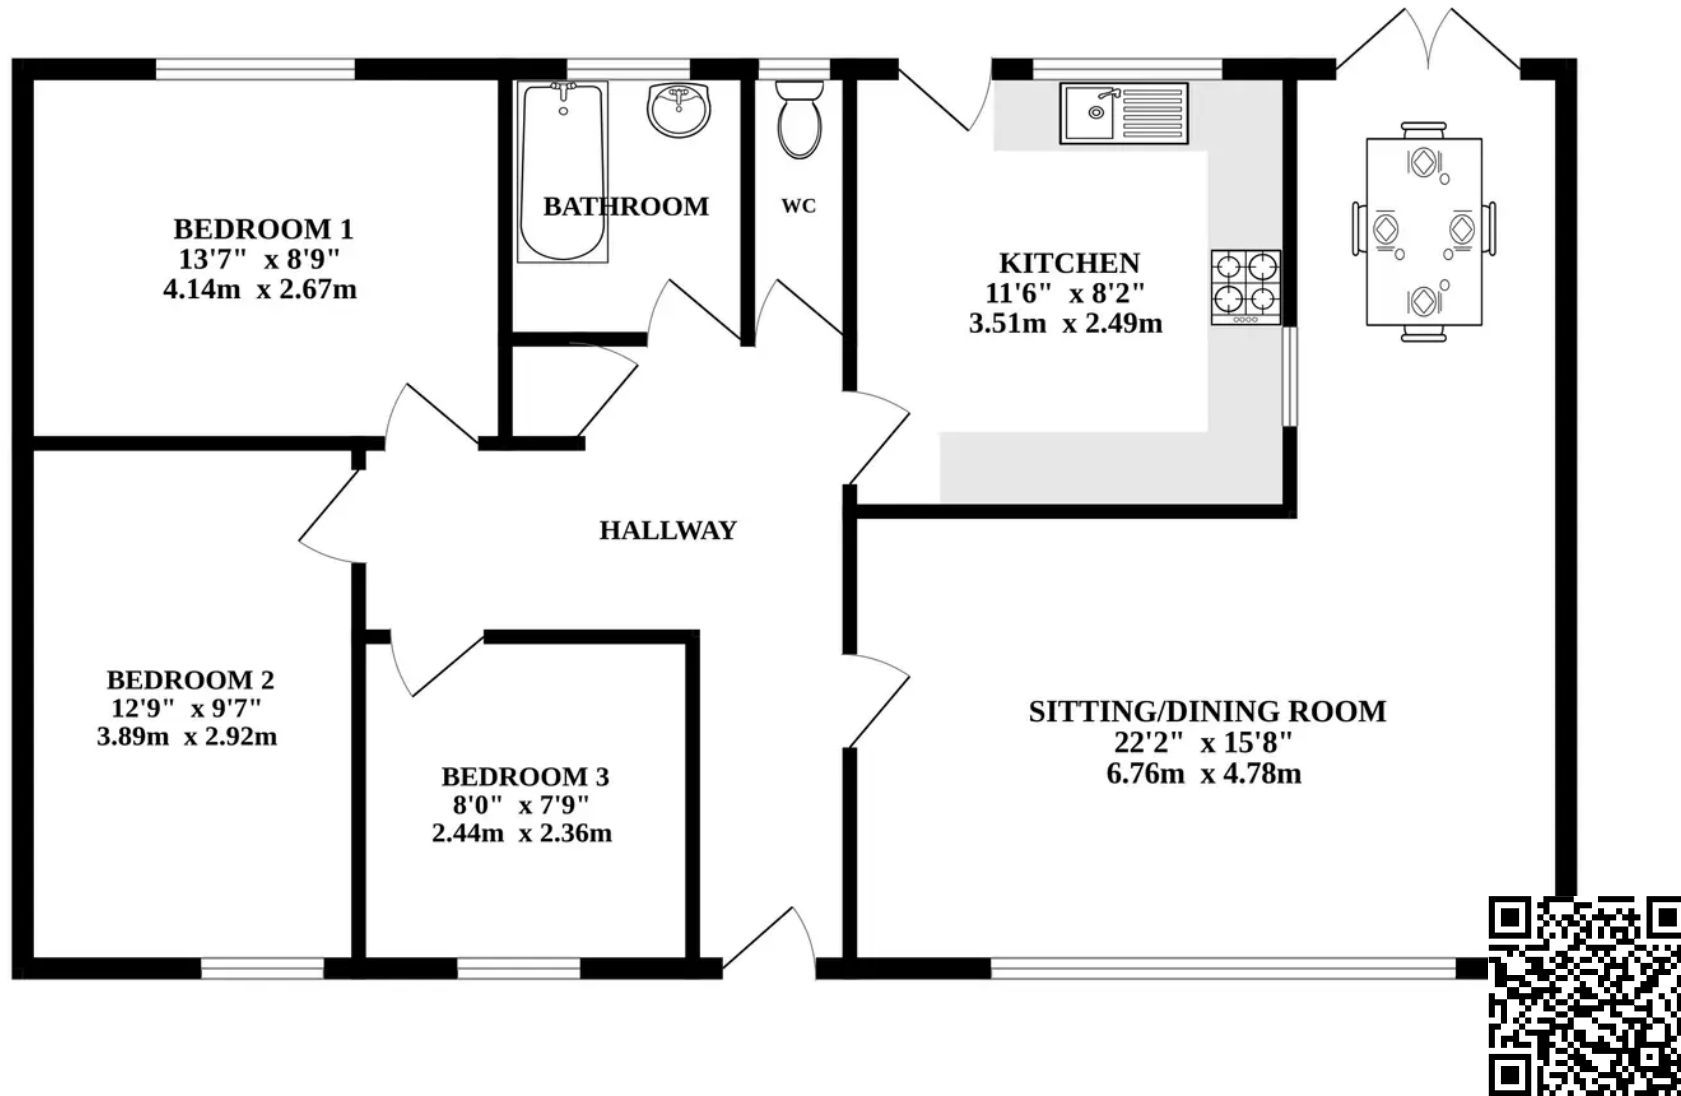 BEDROOM 1
13'7" x 8'9"
4.14m x 2.67m
BATHROOM
WC
KITCHEN
11'6" x 8'2"
3.51m x 2.49m
HALLWAY
BEDROOM 2
12'9" x 9'7"
3.89m x 2.92m
BEDROOM 3
8'0" x 7'9"
2.44m x 2.36m
SITTING/DINING ROOM
22'2" x 15'8"
6.76m x 4.78m